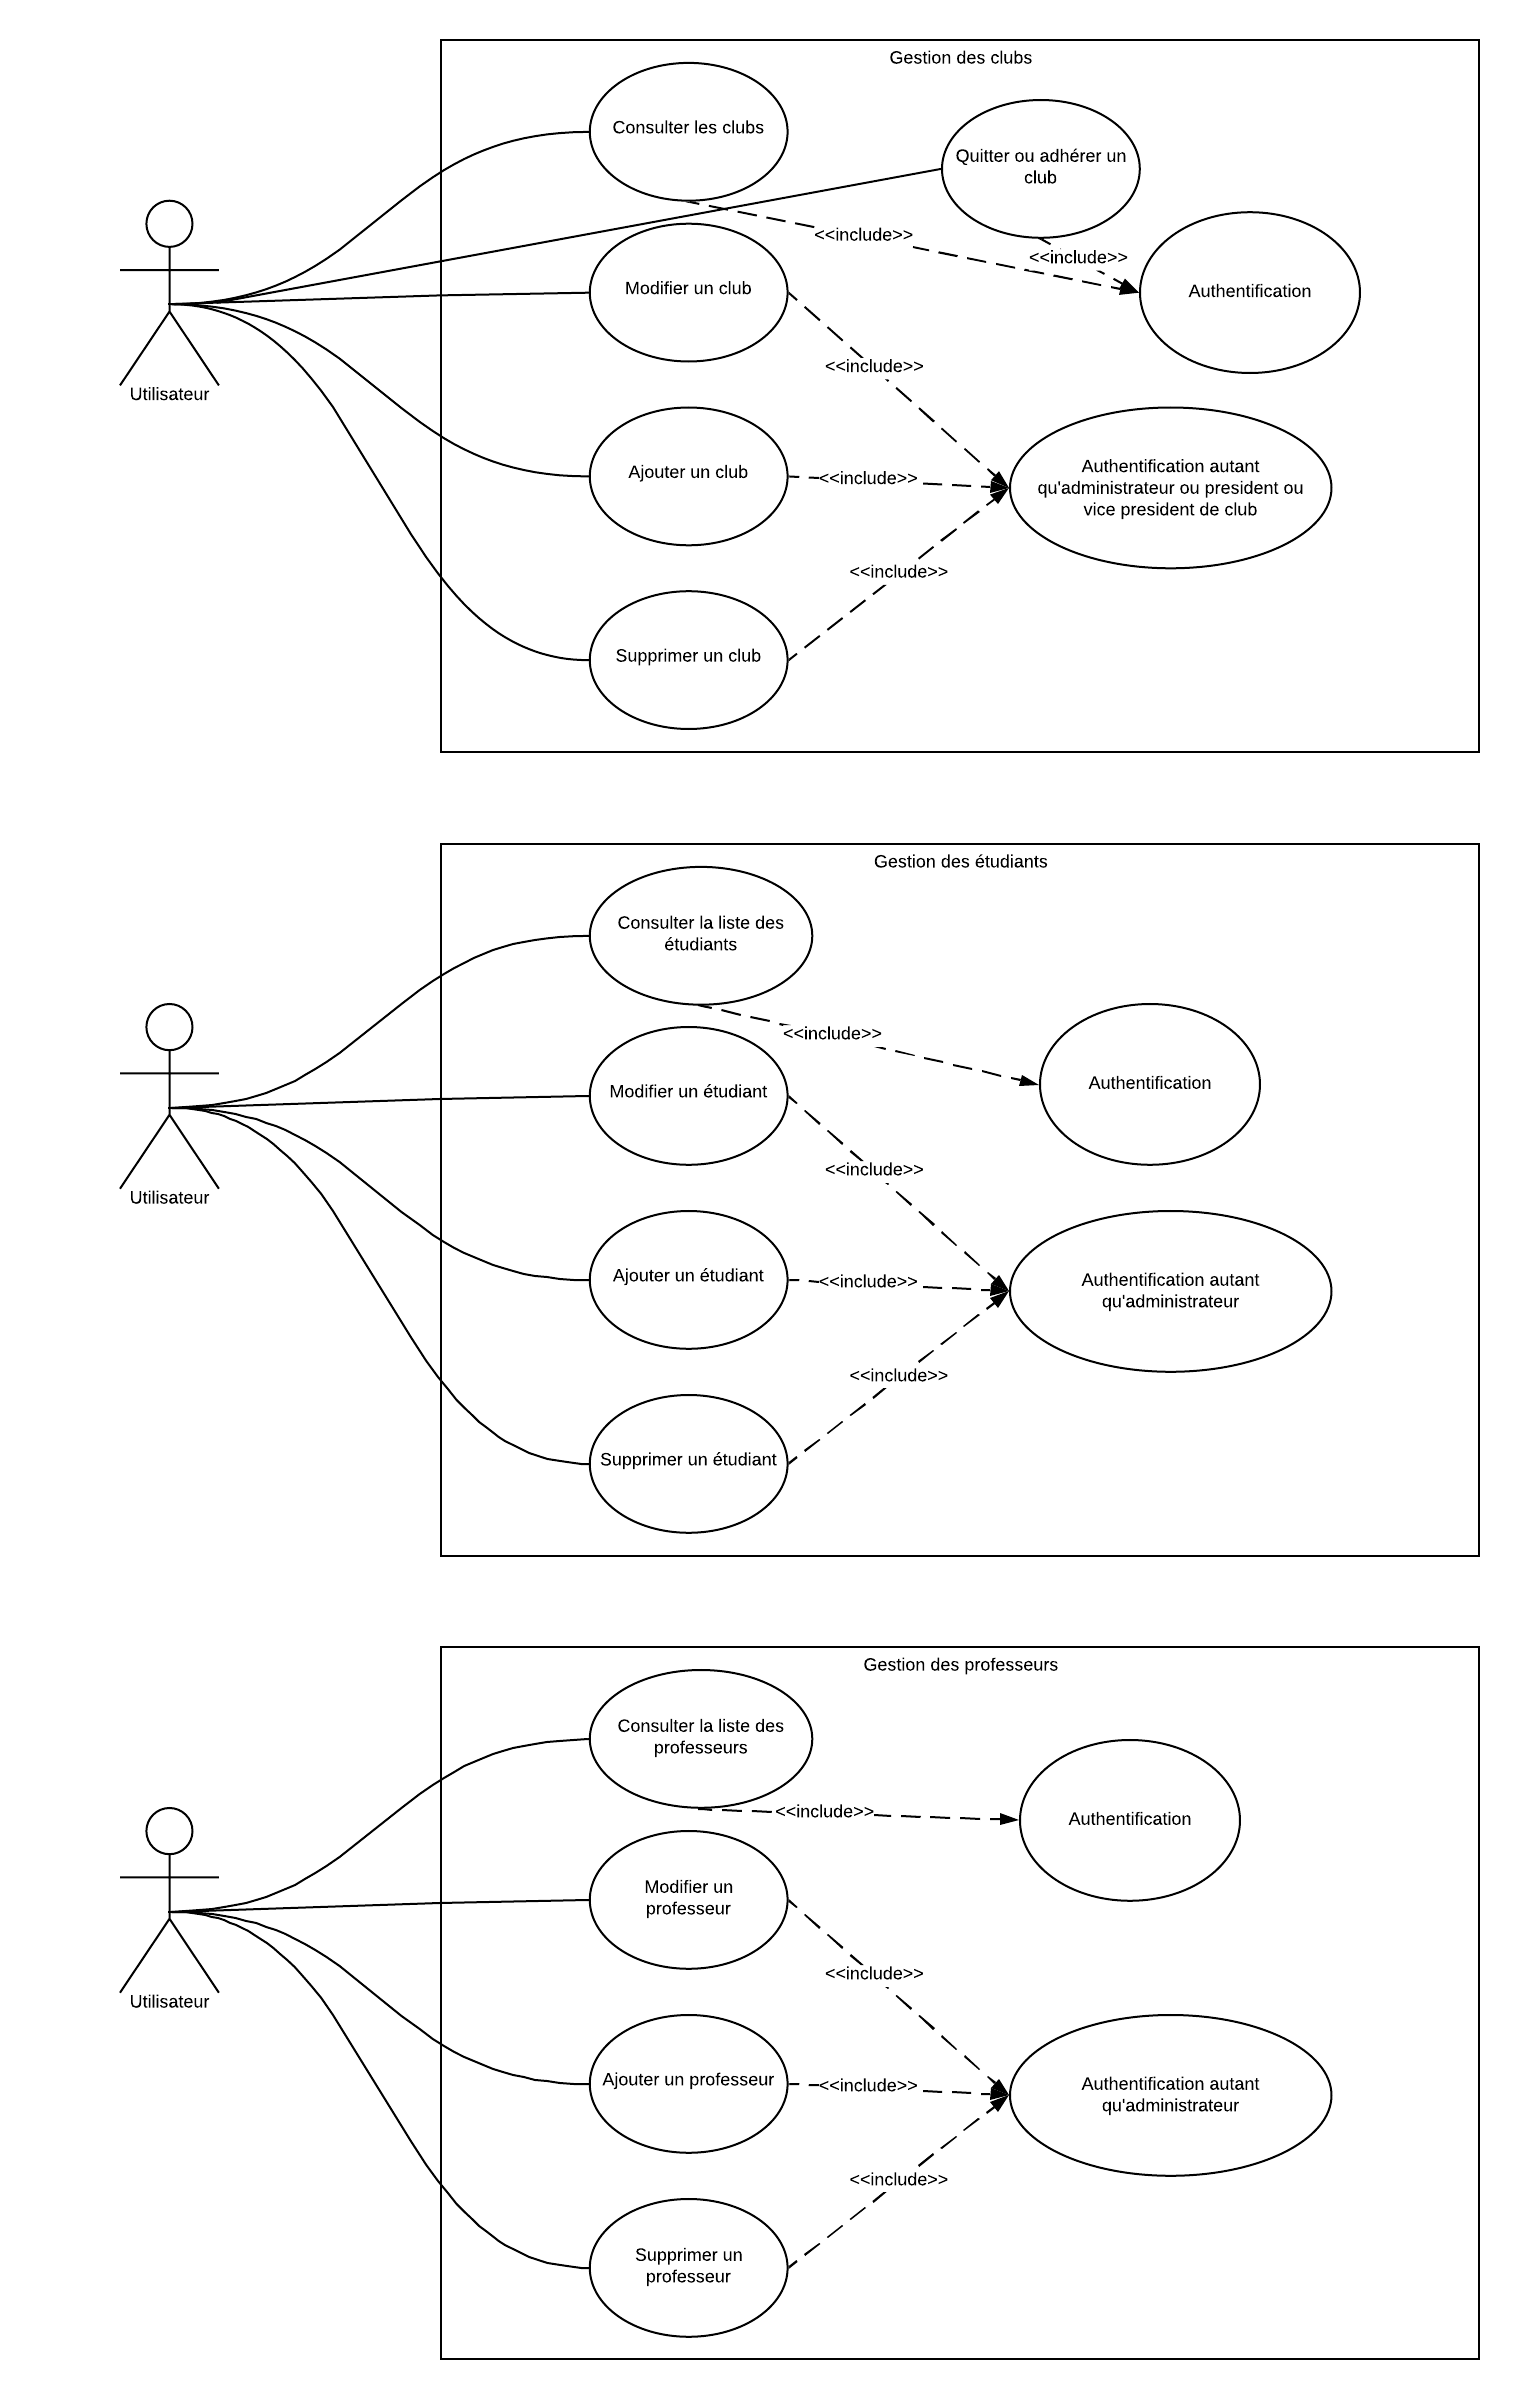 Gestion des clubs
Consulter les clubs
Quitter ou adhérer un
club
<<include>>
<<include>>
Modifier un club
Authentification
<<include>>
Utilisateur
Ajouter un club
<<include>>
Authentification autant
qu'administrateur ou president ou
vice president de club
<<include>>
Supprimer un club
Gestion des étudiants
Consulter la liste des
étudiants
<<include>>
Modifier un étudiant
Authentification
<<include>>
Utilisateur
Ajouter un étudiant
<<include>>
Authentification autant
qu'administrateur
<<include>>
Supprimer un étudiant
Gestion des professeurs
Consulter la liste des
professeurs
<<include>>
Authentification
Modifier un
professeur
<<include>>
Utilisateur
Ajouter un professeur
<<include>>
Authentification autant
qu'administrateur
<<include>>
Supprimer un
professeur